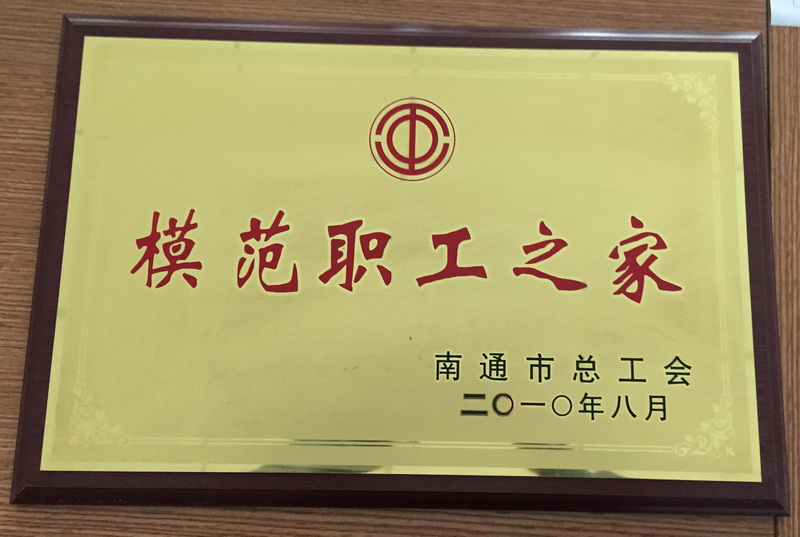 模范职工之家
南通市总工会
二〇一〇年八月